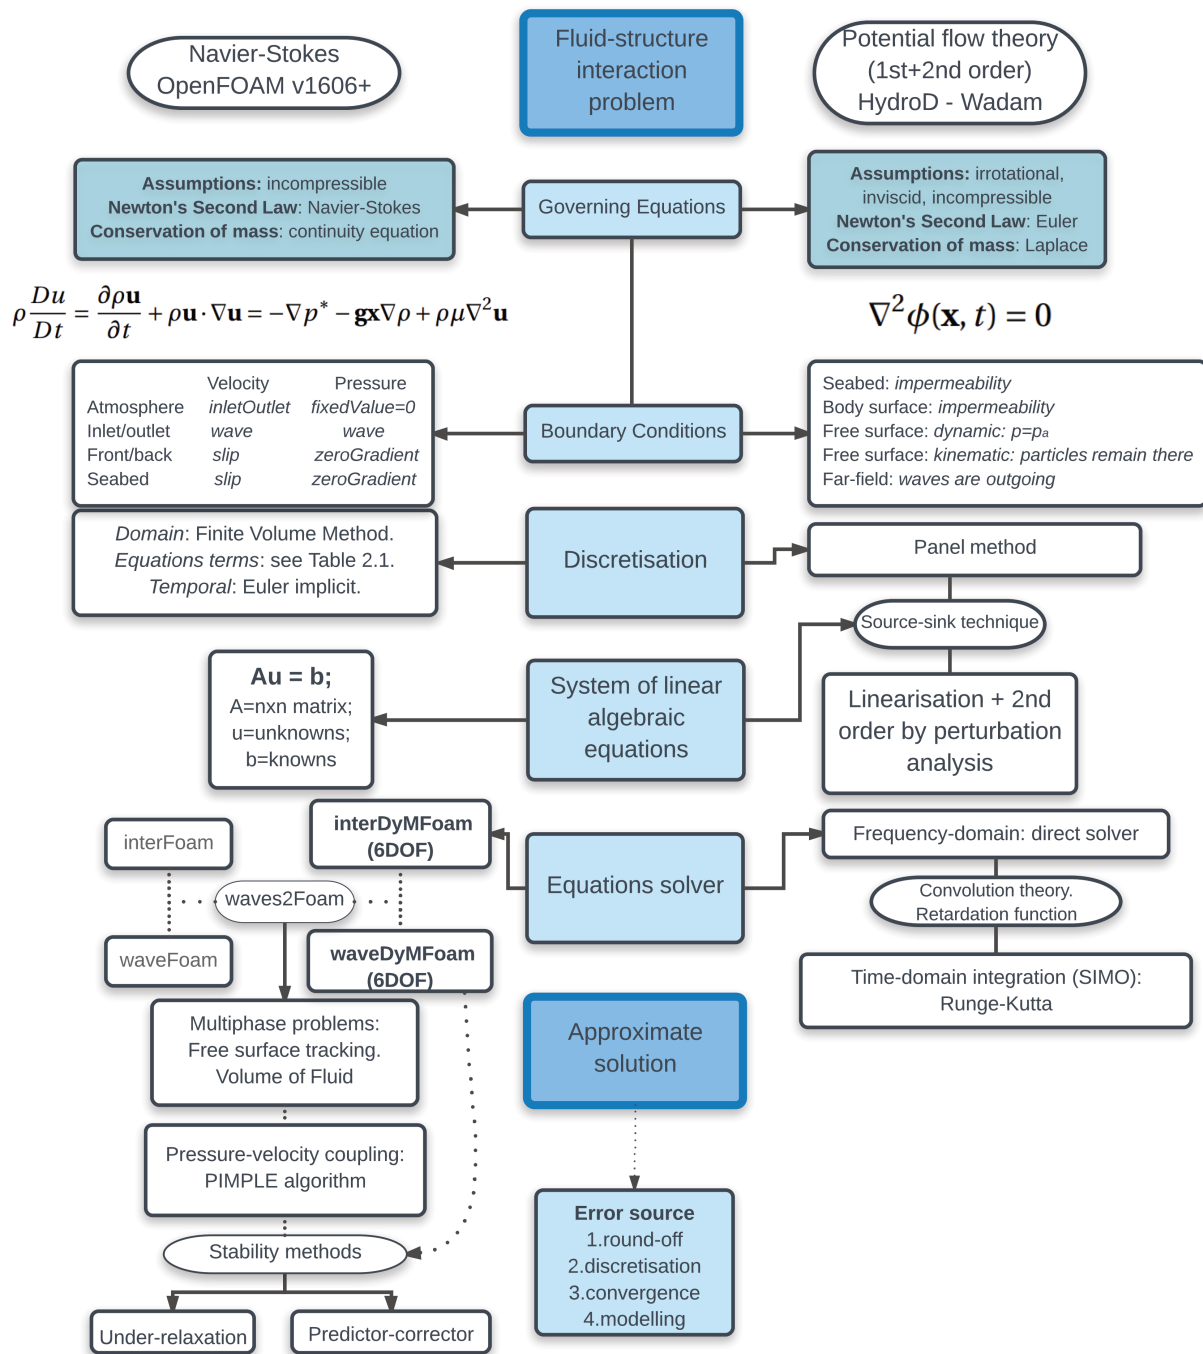 Navier-Stokes
OpenFOAM v1606+
Fluid-structure
interaction
problem
Potential flow theory
(1st+2nd order)
HydroD - Wadam
Assumptions: incompressible
Newton's Second Law: Navier-Stokes
Conservation of mass: continuity equation
Governing Equations
Assumptions: irrotational,
inviscid, incompressible
Newton's Second Law: Euler
Conservation of mass: Laplace
ρ Du/Dt = ∂ρu/∂t + ρu · ∇u = −∇p* − gx∇ρ + ρμ∇²u
∇²ϕ(x, t) = 0
Velocity Pressure
Atmosphere inletOutlet fixedValue=0
Inlet/outlet wave wave
Front/back slip zeroGradient
Seabed slip zeroGradient
Boundary Conditions
Seabed: impermeability
Body surface: impermeability
Free surface: dynamic: p=pa
Free surface: kinematic: particles remain there
Far-field: waves are outgoing
Domain: Finite Volume Method.
Equations terms: see Table 2.1.
Temporal: Euler implicit.
Discretisation
Panel method
Source-sink technique
Au = b;
A=nxn matrix;
u=unknowns;
b=knowns
System of linear
algebraic
equations
Linearisation + 2nd
order by perturbation
analysis
interFoam
interDyMFoam
(6DOF)
waves2Foam
waveFoam
waveDyMFoam
(6DOF)
Equations solver
Frequency-domain: direct solver
Convolution theory.
Retardation function
Time-domain integration (SIMO):
Runge-Kutta
Multiphase problems:
Free surface tracking.
Volume of Fluid
Approximate
solution
Pressure-velocity coupling:
PIMPLE algorithm
Stability methods
Under-relaxation
Predictor-corrector
Error source
1.round-off
2.discretisation
3.convergence
4.modelling